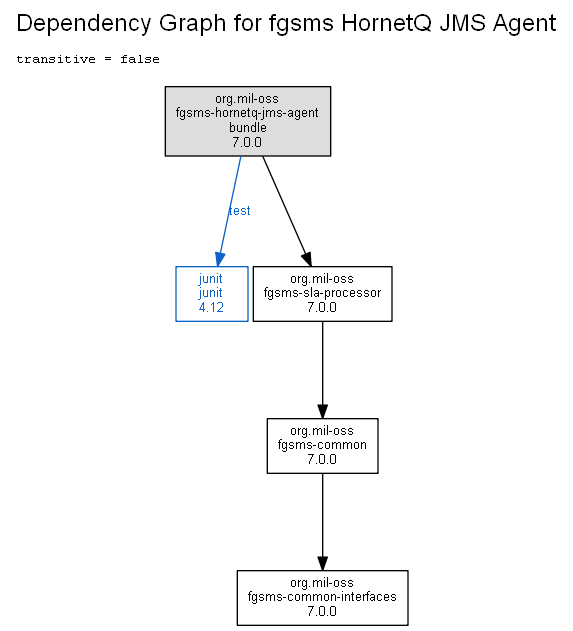 Dependency Graph for fgsms HornetQ JMS Agent
transitive = false
org.mil-oss
fgsms-hornetq-jms-agent
bundle
7.0.0
test
junit
junit
4.12
org.mil-oss
fgsms-sla-processor
7.0.0
org.mil-oss
fgsms-common
7.0.0
org.mil-oss
fgsms-common-interfaces
7.0.0